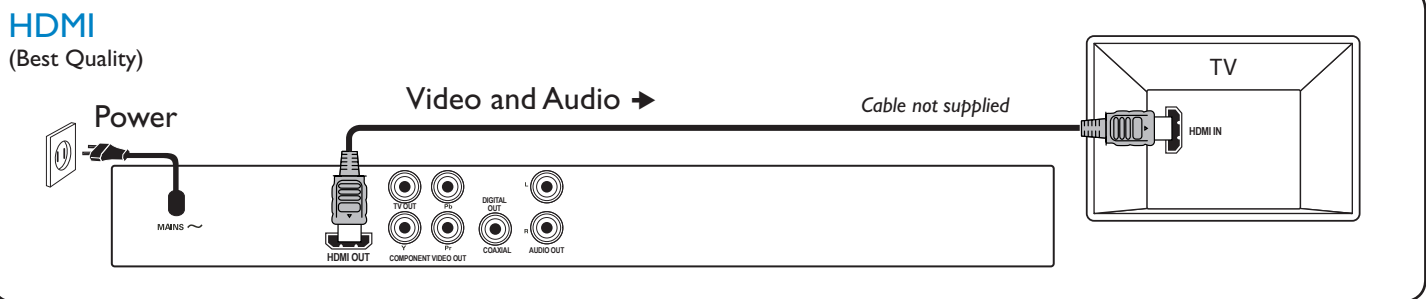 HDMI
(Best Quality)
Power
Video and Audio
Cable not supplied
TV
HDMI IN
MAINS ~
HDMI OUT
TV OUT
Pb
Y
Pr
COMPONENT VIDEO OUT
DIGITAL
OUT
COAXIAL
L
R
AUDIO OUT